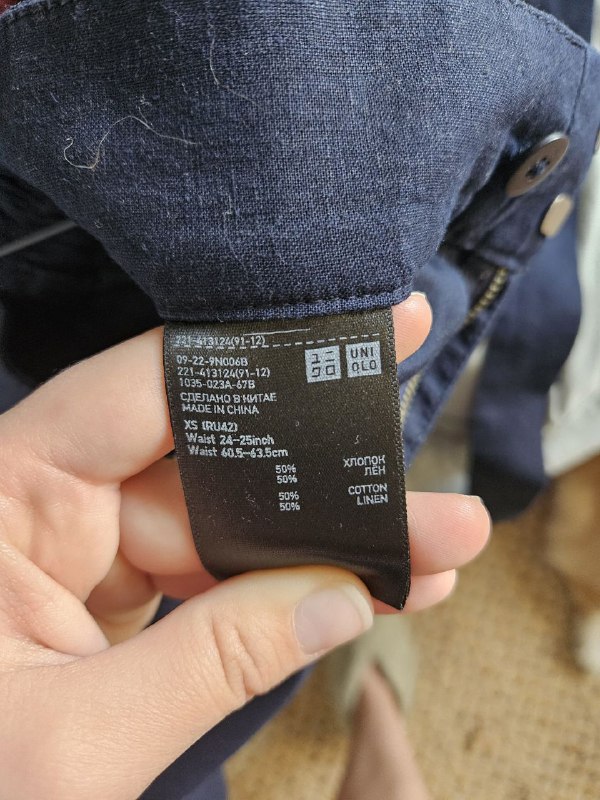 221-413124(91-12)
09-22-9N006B
221-413124(91-12)
1035-023A-67B
ユニ
クロ
UNI
QLO
СДЕЛАНО В КИТАЕ
MADE IN CHINA
XS (RU42)
Waist 24-25inch
Waist 60.5-63.5cm
50% ХЛОПОК
50% ЛЁН
50% COTTON
50% LINEN